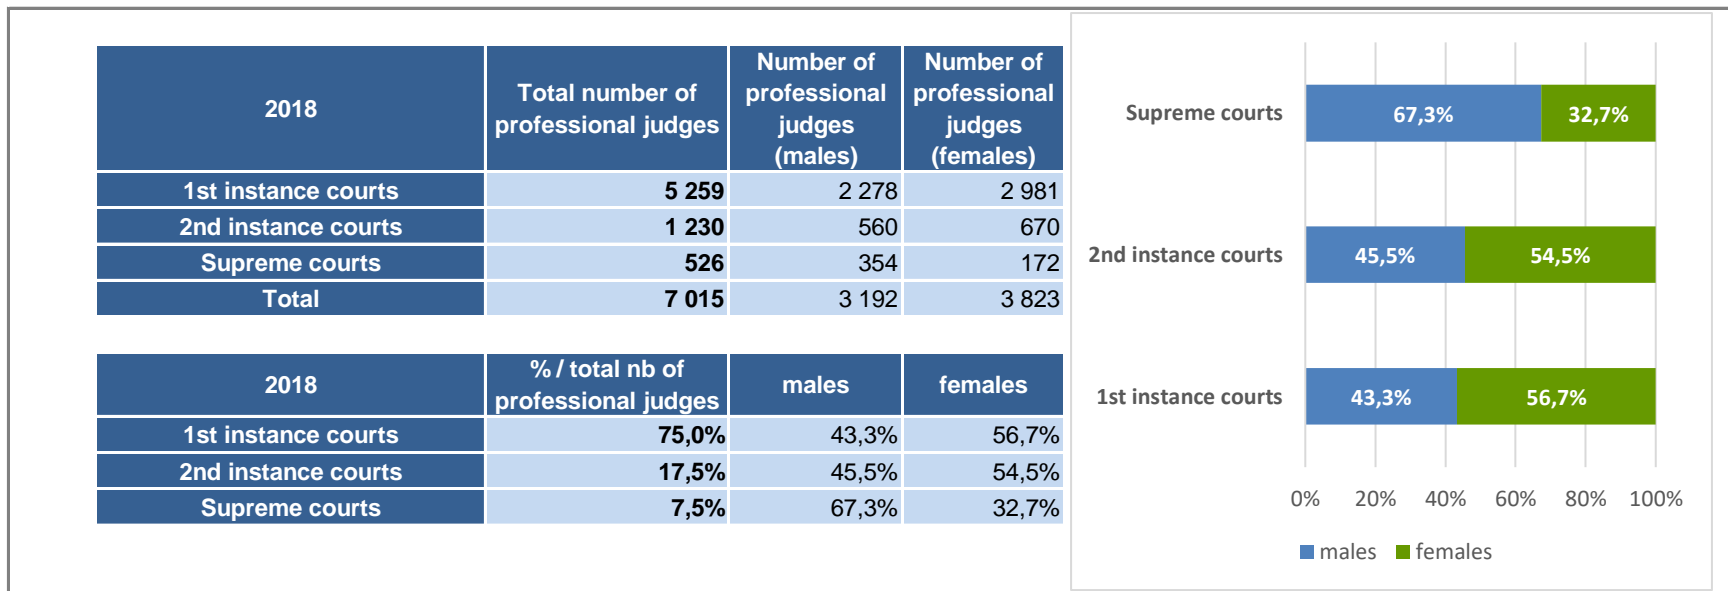 2018
Total number of
professional judges
Number of
professional
judges
(males)
Number of
professional
judges
(females)
1st instance courts 5 259 2 278 2 981
2nd instance courts 1 230 560 670
Supreme courts 526 354 172
Total 7 015 3 192 3 823
2018
% / total nb of
professional judges
males
females
1st instance courts 75,0% 43,3% 56,7%
2nd instance courts 17,5% 45,5% 54,5%
Supreme courts 7,5% 67,3% 32,7%
Supreme courts 67,3% 32,7%
2nd instance courts 45,5% 54,5%
1st instance courts 43,3% 56,7%
0% 20% 40% 60% 80% 100%
males females